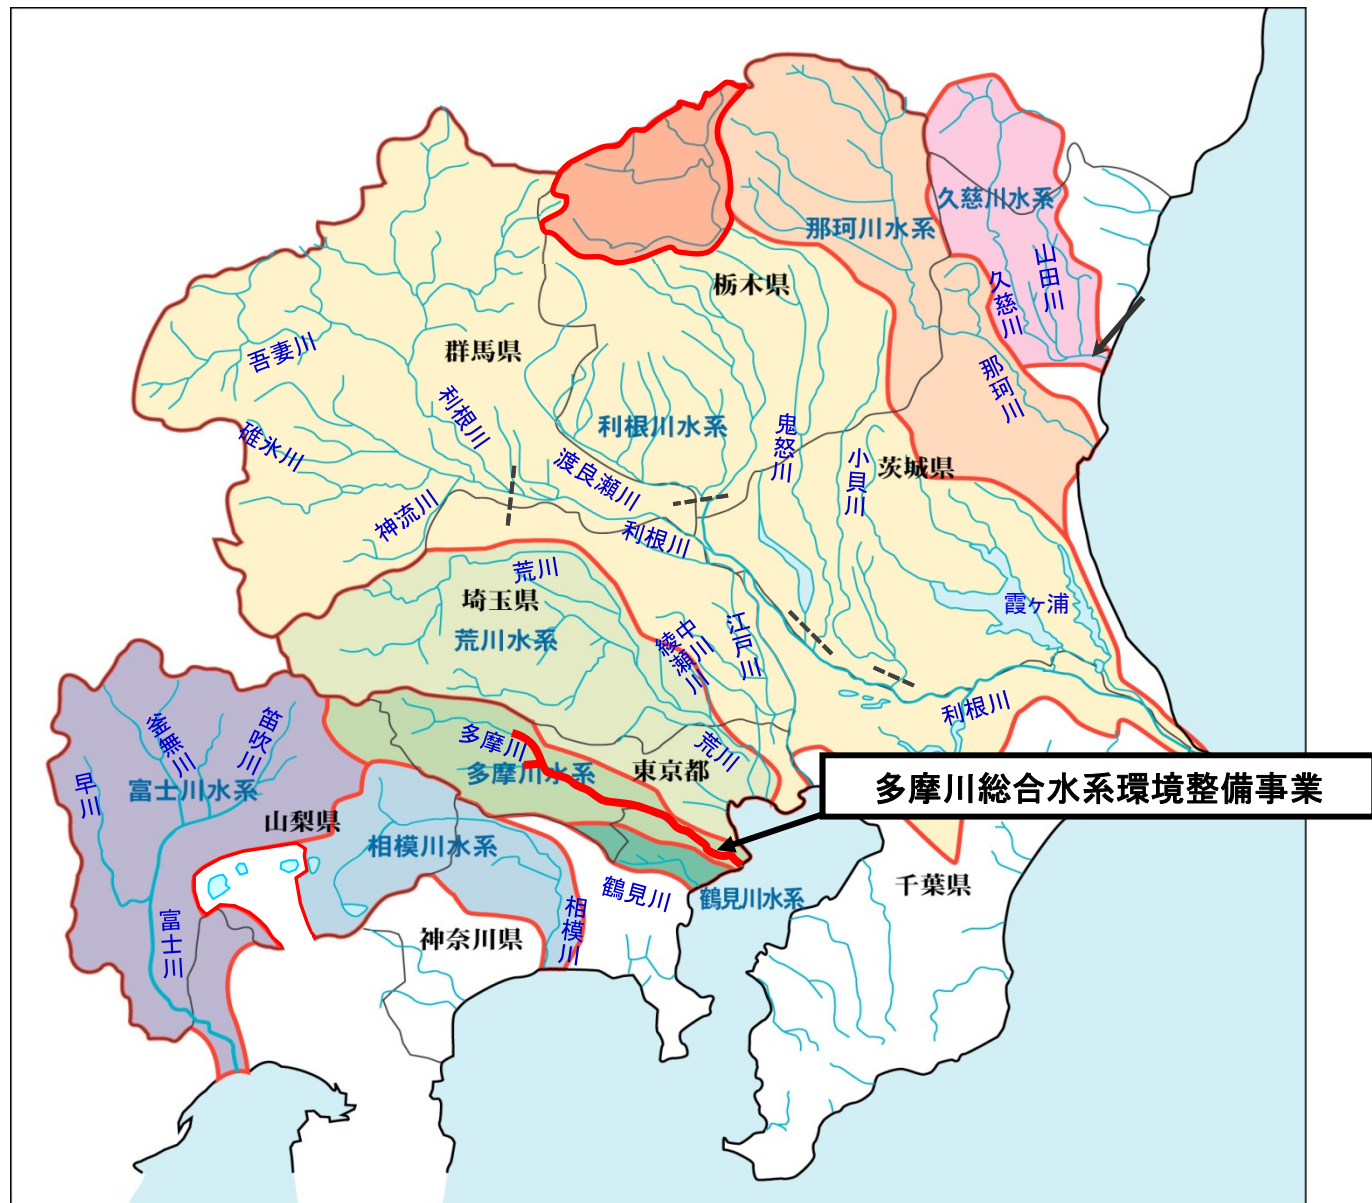 久慈川水系
那珂川水系
山田川
久慈川
栃木県
吾妻川
群馬県
那珂川
利根川
碓氷川
利根川水系
鬼怒川
小貝川
茨城県
渡良瀬川
神流川
利根川
荒川
埼玉県
霞ヶ浦
荒川水系
中川
綾瀬川
江戸川
利根川
釜無川
笛吹川
多摩川
荒川
早川
富士川水系
多摩川水系
東京都
多摩川総合水系環境整備事業
山梨県
相模川水系
千葉県
鶴見川
鶴見川水系
富士川
神奈川県
相模川